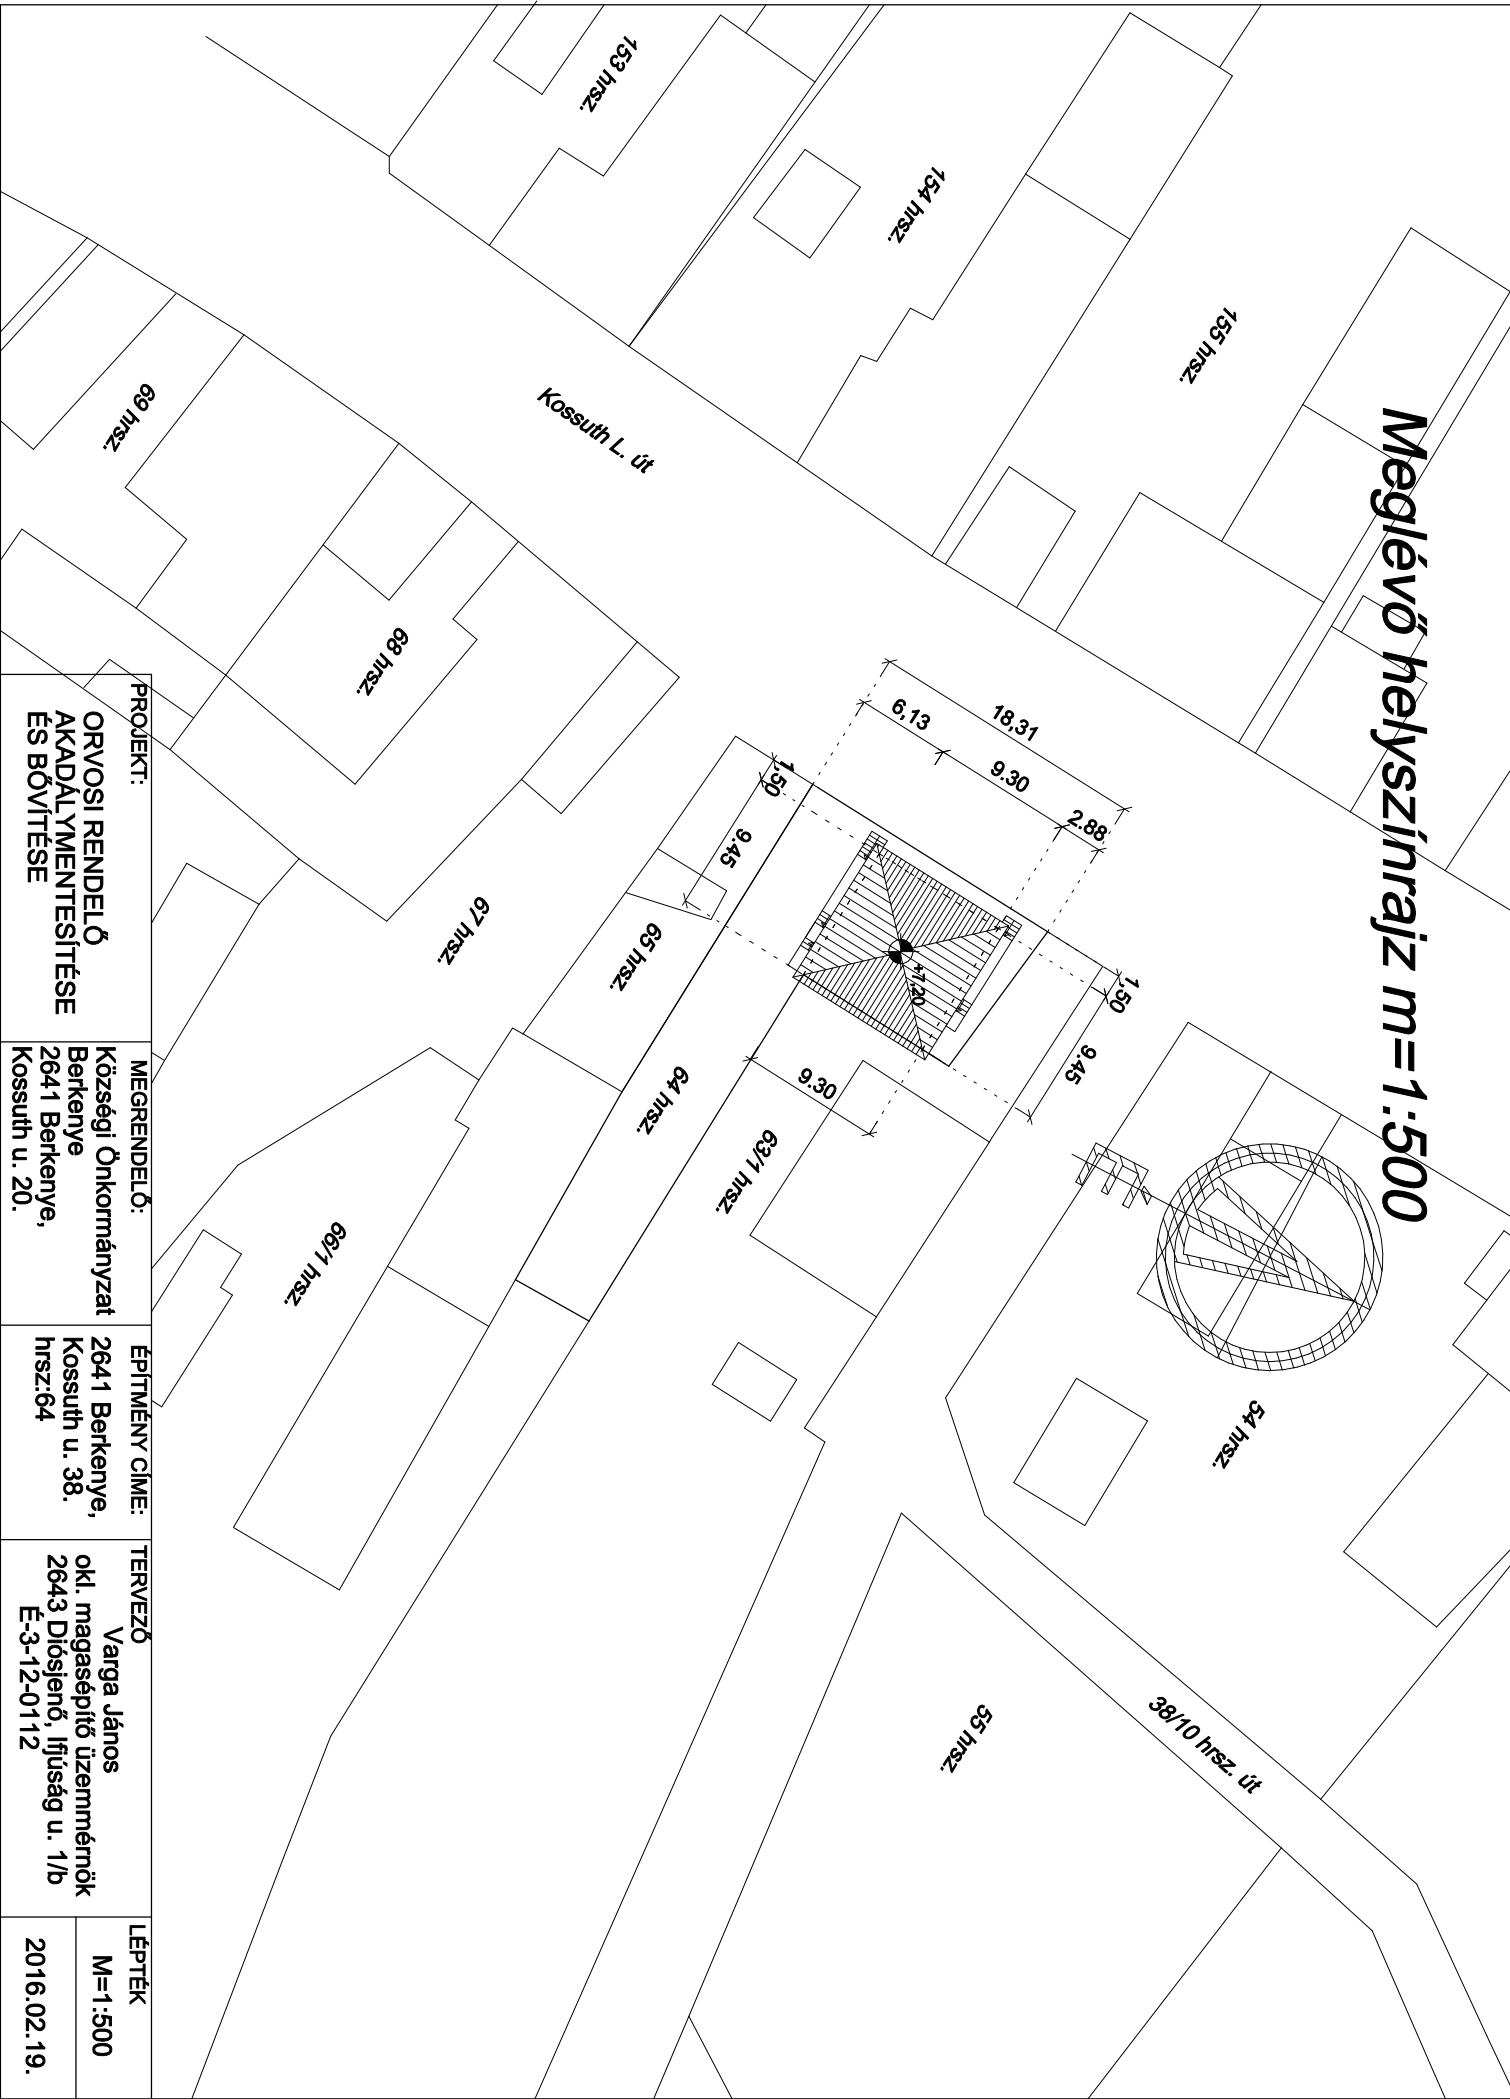 Meglévő helyszínrajz m=1:500
153 hrsz.
154 hrsz.
155 hrsz.
Kossuth L. út
69 hrsz.
68 hrsz.
67 hrsz.
65 hrsz.
64 hrsz.
63/1 hrsz.
66/1 hrsz.
54 hrsz.
55 hrsz.
38/10 hrsz. út
18,31
6,13
9.30
2.88
1,50
9.45
1,50
9.45
9.30
+7,20
É
PROJEKT:
ORVOSI RENDELŐ
AKADÁLYMENTESÍTÉSE
ÉS BŐVÍTÉSE
MEGRENDELŐ:
Községi Önkormányzat
Berkenye
2641 Berkenye,
Kossuth u. 20.
ÉPÍTMÉNY CÍME:
2641 Berkenye,
Kossuth u. 38.
hrsz:64
TERVEZŐ
Varga János
okl. magasépítő üzemmérnök
2643 Diósjenő, Ifjúság u. 1/b
É-3-12-0112
LÉPTÉK
M=1:500
2016.02.19.